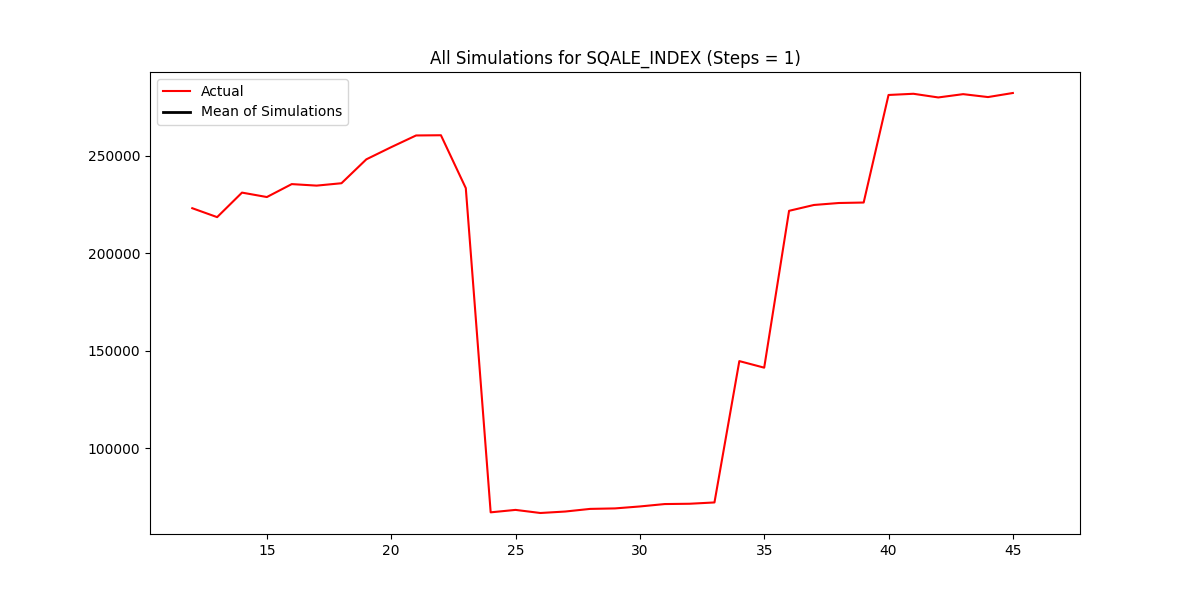 All Simulations for SQALE_INDEX (Steps = 1)
Actual
Mean of Simulations
250000
200000
150000
100000
15 20 25 30 35 40 45